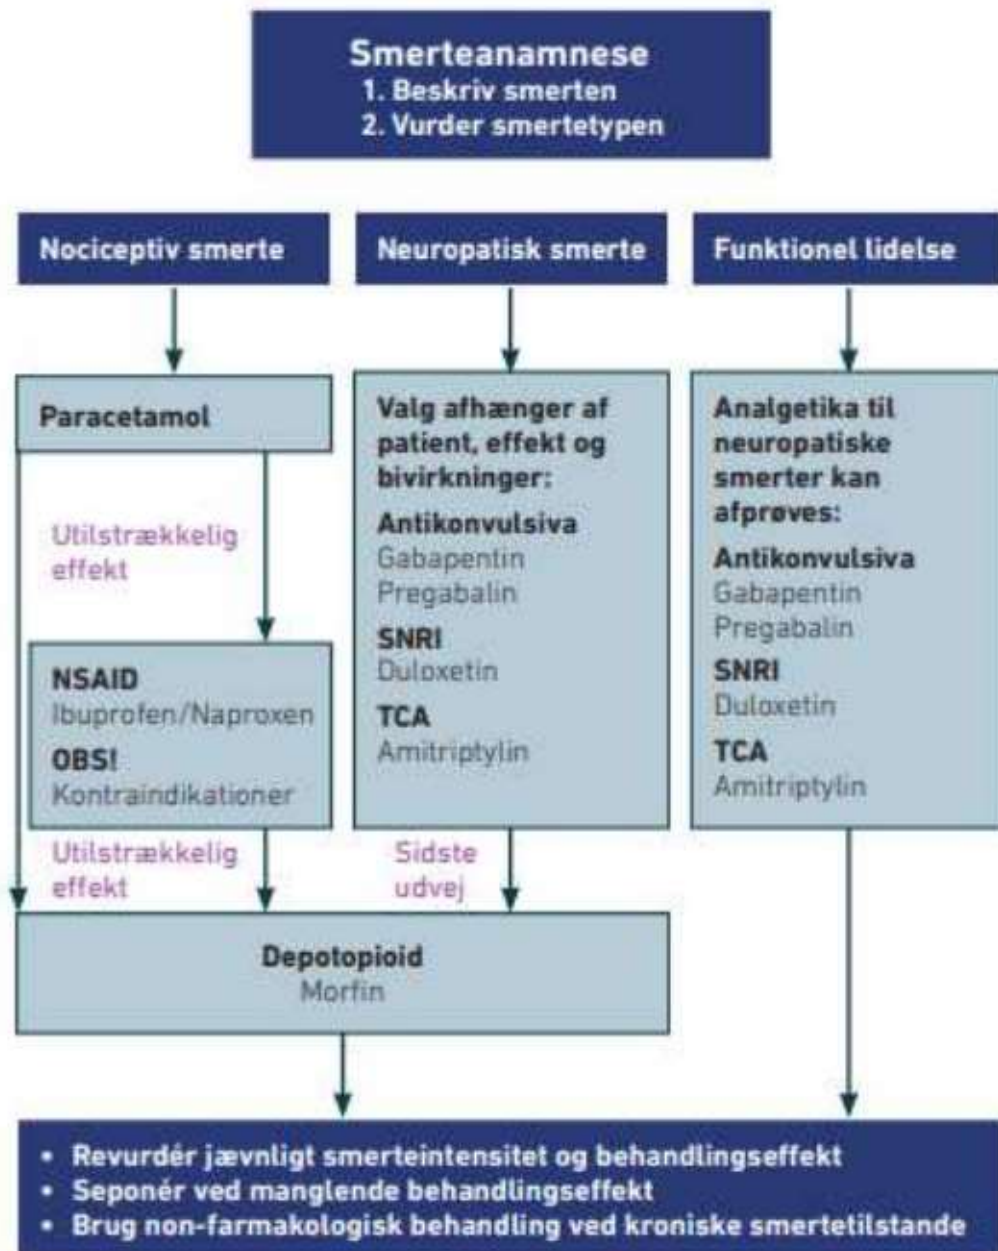 Smerteanamnese
1. Beskriv smerten
2. Vurder smertetypen
Nociceptiv smerte
Neuropatisk smerte
Funktionel lidelse
Paracetamol
Utilstrækkelig
effekt
NSAID
Ibuprofen/Naproxen
OBS!
Kontraindikationer
Utilstrækkelig
effekt
Valg afhænger af
patient, effekt og
bivirkninger:
Antikonvulsiva
Gabapentin
Pregabalin
SNRI
Duloxetin
TCA
Amitriptylin
Sidste
udvej
Analgetika til
neuropatiske
smerter kan
afprøves:
Antikonvulsiva
Gabapentin
Pregabalin
SNRI
Duloxetin
TCA
Amitriptylin
Depotopioid
Morfin
• Revurdér jævnligt smerteintensitet og behandlingseffekt
• Seponér ved manglende behandlingseffekt
• Brug non-farmakologisk behandling ved kroniske smertetilstande